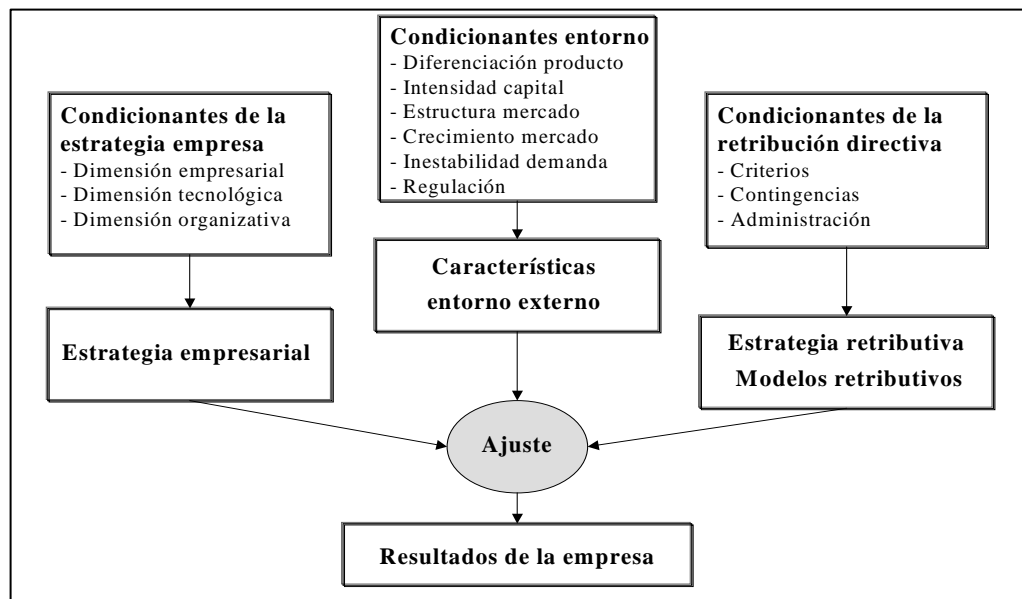 Condicionantes entorno
- Diferenciación producto
- Intensidad capital
- Estructura mercado
- Crecimiento mercado
- Inestabilidad demanda
- Regulación
Condicionantes de la
estrategia empresa
- Dimensión empresarial
- Dimensión tecnológica
- Dimensión organizativa
Condicionantes de la
retribución directiva
- Criterios
- Contingencias
- Administración
Características
entorno externo
Estrategia empresarial
Estrategia retributiva
Modelos retributivos
Ajuste
Resultados de la empresa